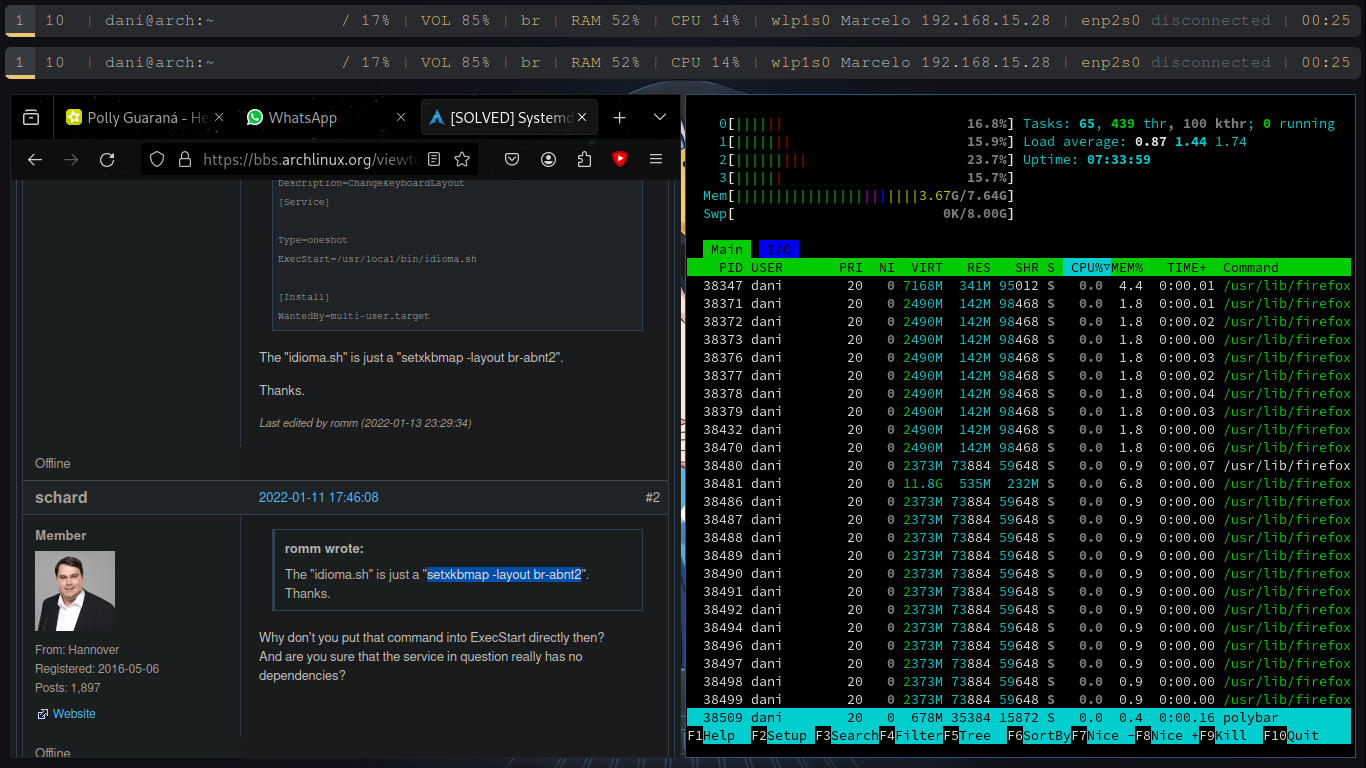 1 10 | dani@arch:~ / 17% | VOL 85% | br | RAM 52% | CPU 14% | wlp1s0 Marcelo 192.168.15.28 | enp2s0 disconnected | 00:25
1 10 | dani@arch:~ / 17% | VOL 85% | br | RAM 52% | CPU 14% | wlp1s0 Marcelo 192.168.15.28 | enp2s0 disconnected | 00:25
Polly Guaraná - He
WhatsApp
[SOLVED] Systemd
https://bbs.archlinux.org/viewto
Description=ChangekeyboardLayout
[Service]
Type=oneshot
ExecStart=/usr/local/bin/idioma.sh
[Install]
WantedBy=multi-user.target
The "idioma.sh" is just a "setxkbmap -layout br-abnt2".
Thanks.
Last edited by romm (2022-01-13 23:29:34)
Offline
schard 2022-01-11 17:46:08 #2
Member
From: Hannover
Registered: 2016-05-06
Posts: 1,897
Website
Offline
romm wrote:
The "idioma.sh" is just a "setxkbmap -layout br-abnt2".
Thanks.
Why don't you put that command into ExecStart directly then?
And are you sure that the service in question really has no
dependencies?
0[|||||| 16.8%] Tasks: 65, 439 thr, 100 kthr; 0 running
1[||||||| 15.9%] Load average: 0.87 1.44 1.74
2[||||||||| 23.7%] Uptime: 07:33:59
3[|||||| 15.7%]
Mem[|||||||||||||||||||||||3.67G/7.64G]
Swp[ 0K/8.00G]
Main I/O
PID USER PRI NI VIRT RES SHR S CPU%▽MEM% TIME+ Command
38347 dani 20 0 7168M 341M 95012 S 0.0 4.4 0:00.01 /usr/lib/firefox
38371 dani 20 0 2490M 142M 98468 S 0.0 1.8 0:00.01 /usr/lib/firefox
38372 dani 20 0 2490M 142M 98468 S 0.0 1.8 0:00.02 /usr/lib/firefox
38373 dani 20 0 2490M 142M 98468 S 0.0 1.8 0:00.00 /usr/lib/firefox
38376 dani 20 0 2490M 142M 98468 S 0.0 1.8 0:00.03 /usr/lib/firefox
38377 dani 20 0 2490M 142M 98468 S 0.0 1.8 0:00.02 /usr/lib/firefox
38378 dani 20 0 2490M 142M 98468 S 0.0 1.8 0:00.04 /usr/lib/firefox
38379 dani 20 0 2490M 142M 98468 S 0.0 1.8 0:00.03 /usr/lib/firefox
38432 dani 20 0 2490M 142M 98468 S 0.0 1.8 0:00.00 /usr/lib/firefox
38470 dani 20 0 2490M 142M 98468 S 0.0 1.8 0:00.06 /usr/lib/firefox
38480 dani 20 0 2373M 73884 59648 S 0.0 0.9 0:00.07 /usr/lib/firefox
38481 dani 20 0 11.8G 535M 232M S 0.0 6.8 0:00.00 /usr/lib/firefox
38486 dani 20 0 2373M 73884 59648 S 0.0 0.9 0:00.00 /usr/lib/firefox
38487 dani 20 0 2373M 73884 59648 S 0.0 0.9 0:00.00 /usr/lib/firefox
38488 dani 20 0 2373M 73884 59648 S 0.0 0.9 0:00.00 /usr/lib/firefox
38489 dani 20 0 2373M 73884 59648 S 0.0 0.9 0:00.00 /usr/lib/firefox
38490 dani 20 0 2373M 73884 59648 S 0.0 0.9 0:00.00 /usr/lib/firefox
38491 dani 20 0 2373M 73884 59648 S 0.0 0.9 0:00.00 /usr/lib/firefox
38492 dani 20 0 2373M 73884 59648 S 0.0 0.9 0:00.00 /usr/lib/firefox
38494 dani 20 0 2373M 73884 59648 S 0.0 0.9 0:00.00 /usr/lib/firefox
38496 dani 20 0 2373M 73884 59648 S 0.0 0.9 0:00.00 /usr/lib/firefox
38497 dani 20 0 2373M 73884 59648 S 0.0 0.9 0:00.00 /usr/lib/firefox
38498 dani 20 0 2373M 73884 59648 S 0.0 0.9 0:00.00 /usr/lib/firefox
38499 dani 20 0 2373M 73884 59648 S 0.0 0.9 0:00.00 /usr/lib/firefox
38509 dani 20 0 678M 35384 15872 S 0.0 0.4 0:00.16 polybar
F1Help F2Setup F3SearchF4FilterF5Tree F6SortByF7Nice -F8Nice +F9Kill F10Quit